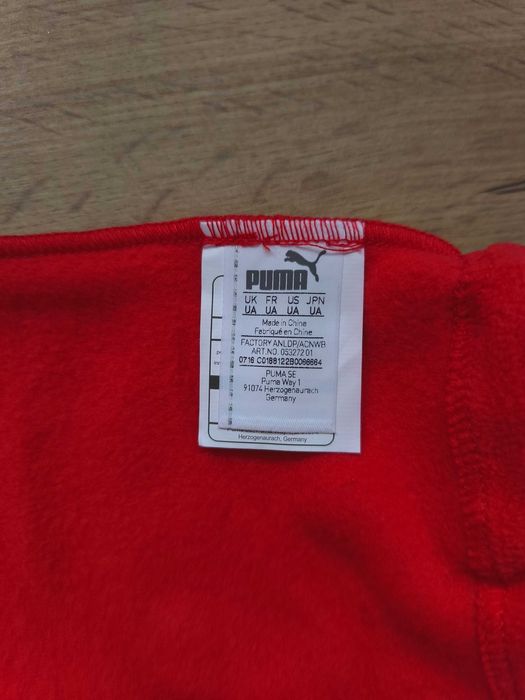 PUMA
UK FR US JPN
UA UA UA UA
Made in China
Fabriqué en Chine
FACTORY ANLDP/ACNWB
ART.NO. 053272 01
0716 C0188122B0066664
PUMA SE
Puma Way 1
91074 Herzogenaurach
Germany
Herzogenaurach, Germany